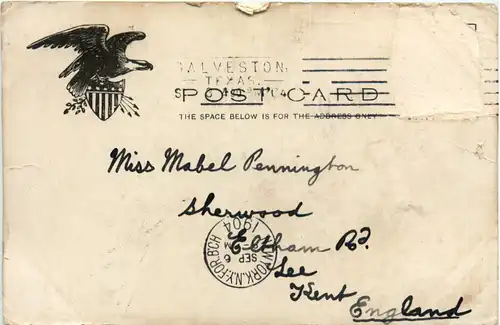 GALVESTON,
TEXAS.
POST CARD
THE SPACE BELOW IS FOR THE ADDRESS ONLY
Miss Mabel Pennington
Sherwood
Eltham Rd.
Lee
Kent
England
NEW YORK.N.Y.FOR.B'CH
SEP 6
1904